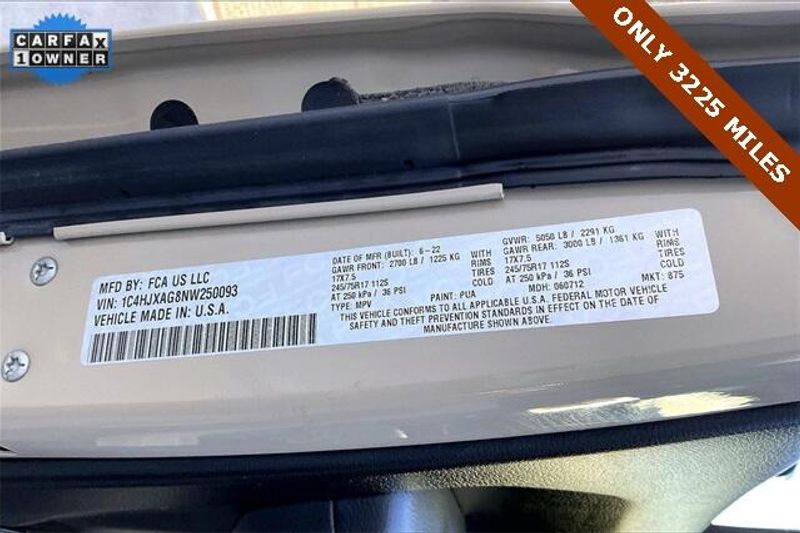 CARFAX
1 OWNER
ONLY 3225 MILES
MFD BY: FCA US LLC
VIN: 1C4HJXAG8NW250093
VEHICLE MADE IN: U.S.A.
DATE OF MFR (BUILT): 6-22
GAWR FRONT: 2700 LB / 1225 KG WITH
17X7.5 RIMS
245/75R17 112S TIRES
AT 250 kPa / 36 PSI COLD
TYPE: MPV PAINT: PUA
GVWR: 5050 LB / 2291 KG
GAWR REAR: 3000 LB / 1361 KG WITH
17X7.5 RIMS
245/75R17 112S TIRES
AT 250 kPa / 36 PSI COLD
MDH: 060712 MKT: 875
THIS VEHICLE CONFORMS TO ALL APPLICABLE U.S.A. FEDERAL MOTOR VEHICLE
SAFETY AND THEFT PREVENTION STANDARDS IN EFFECT ON THE DATE OF
MANUFACTURE SHOWN ABOVE.